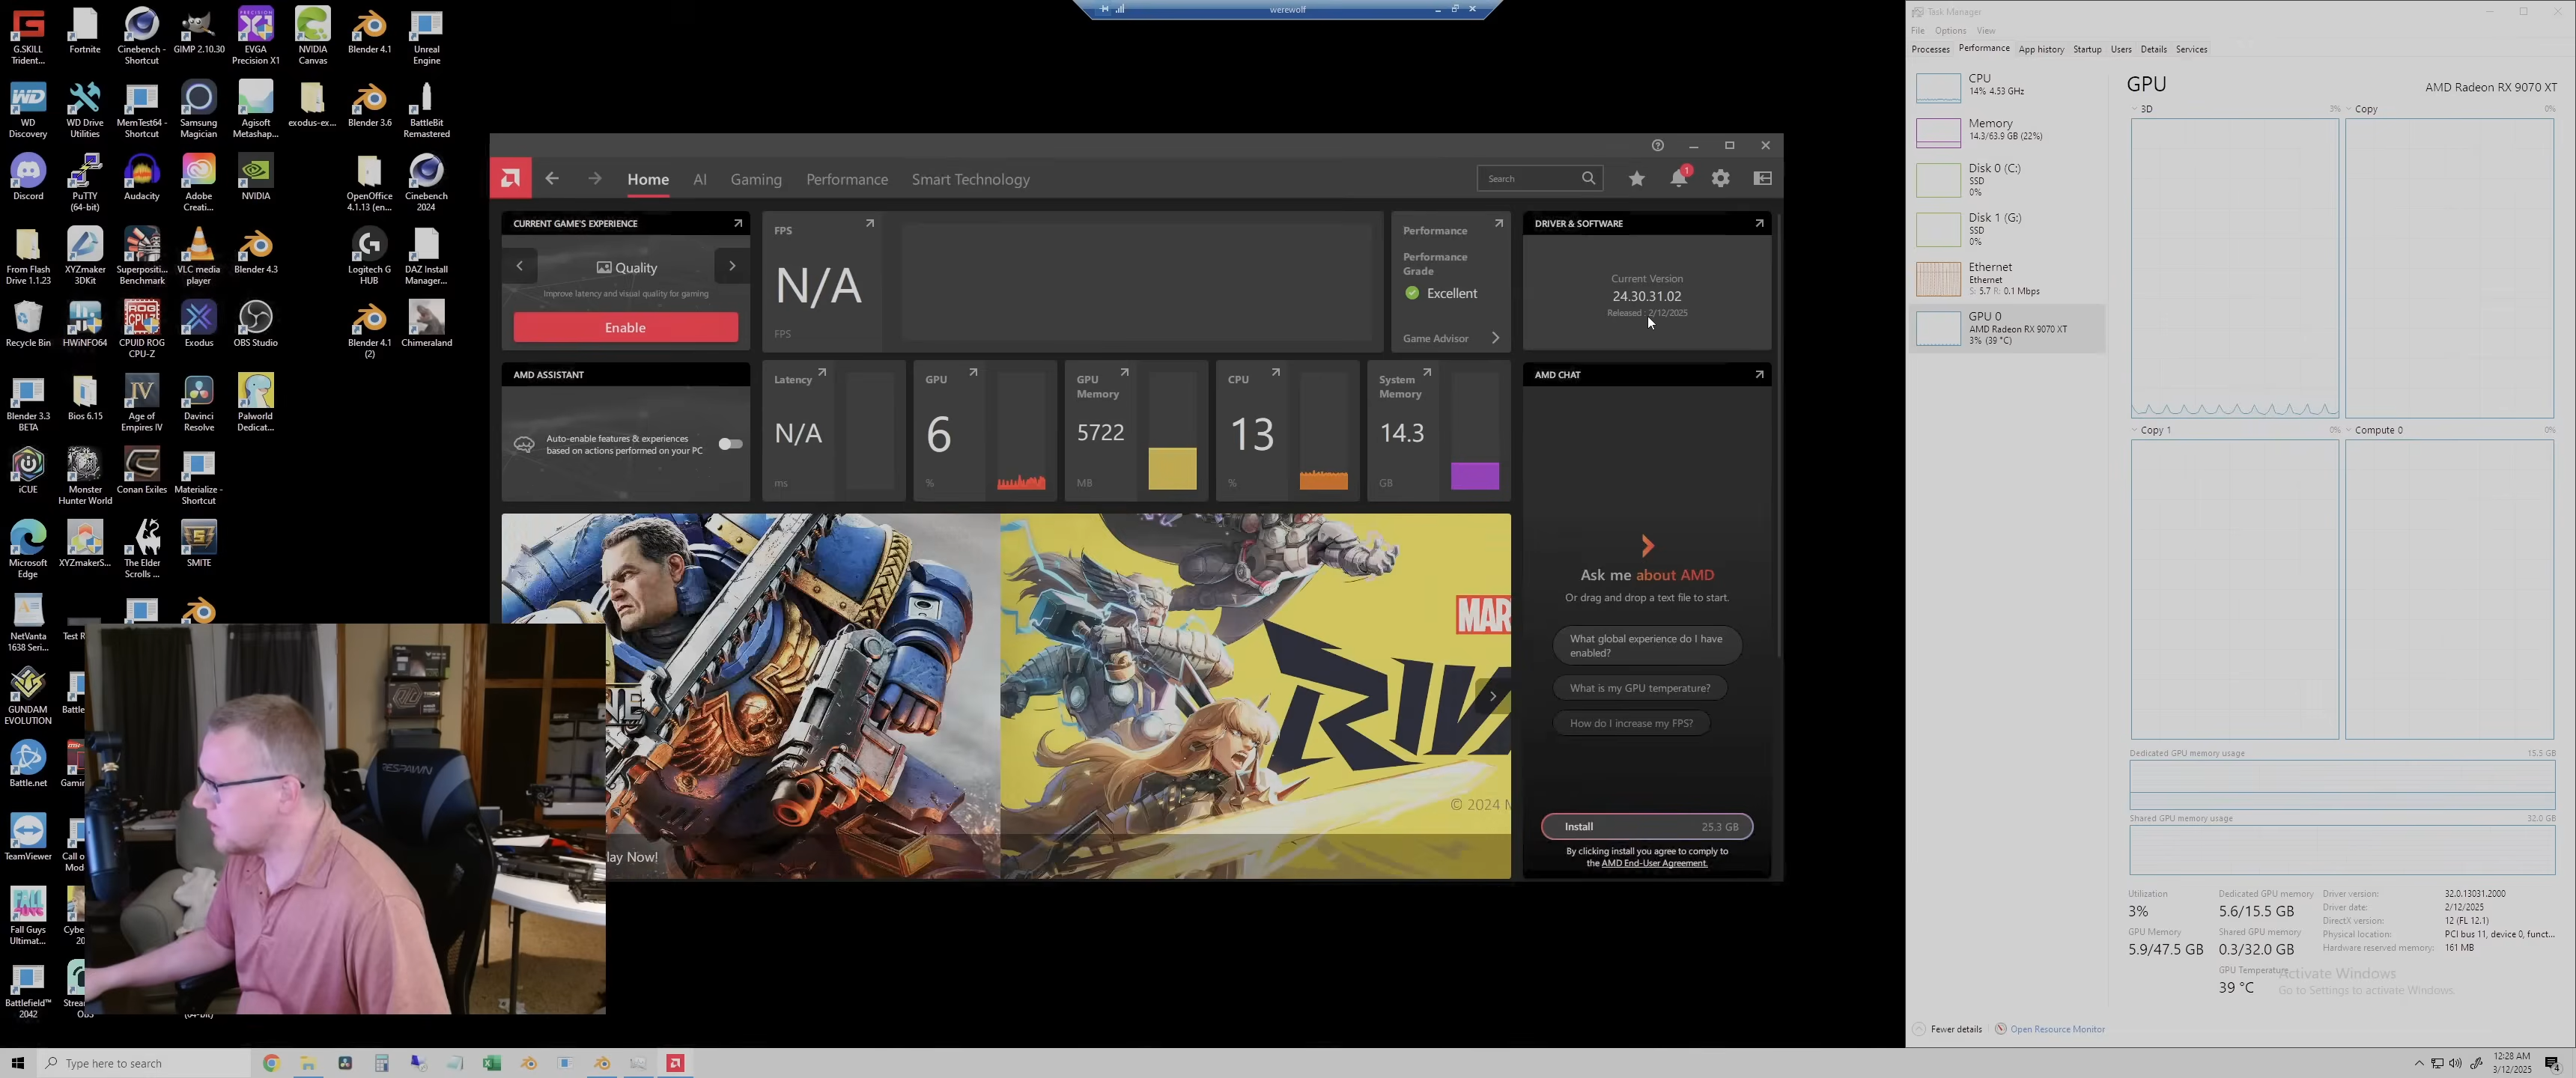 werewolf
G.SKILL
Trident...
Fortnite
Cinebench -
Shortcut
GIMP 2.10.30
EVGA
Precision X1
NVIDIA
Canvas
Blender 4.1
Unreal
Engine
WD
Discovery
WD Drive
Utilities
MemTest64 -
Shortcut
Samsung
Magician
Agisoft
Metashap...
exodus-ex...
Blender 3.6
BattleBit
Remastered
Discord
PuTTY
(64-bit)
Audacity
Adobe
Creati...
NVIDIA
OpenOffice
4.1.13 (en...
Cinebench
2024
From Flash
Drive 1.1.23
XYZmaker
3DKit
Superpositi...
Benchmark
VLC media
player
Blender 4.3
Logitech G
HUB
DAZ Install
Manager...
Recycle Bin
HWiNFO64
CPUID ROG
CPU-Z
Exodus
OBS Studio
Blender 4.1
(2)
Chimeraland
Blender 3.3
BETA
Bios 6.15
Age of
Empires IV
Davinci
Resolve
Palworld
Dedicat...
iCUE
Monster
Hunter World
Conan Exiles
Materialize -
Shortcut
Microsoft
Edge
XYZmakerS...
The Elder
Scrolls ...
SMITE
NetVanta
1638 Seri...
Test R
GUNDAM
EVOLUTION
Battle
Battle.net
Gamin
TeamViewer
Call o
Mod
Fall Guys
Ultimat...
Cybe
20
Battlefield™
2042
Strea
OBS
(64-bit)
RESPAWN
Home
AI
Gaming
Performance
Smart Technology
Search
1
CURRENT GAME'S EXPERIENCE
Quality
Improve latency and visual quality for gaming
Enable
FPS
N/A
FPS
Performance
Performance
Grade
Excellent
Game Advisor
DRIVER & SOFTWARE
Current Version
24.30.31.02
Released : 2/12/2025
AMD ASSISTANT
Auto-enable features & experiences
based on actions performed on your PC
Latency
N/A
ms
GPU
6
%
GPU
Memory
5722
MB
CPU
13
%
System
Memory
14.3
GB
AMD CHAT
Ask me about AMD
Or drag and drop a text file to start.
What global experience do I have
enabled?
What is my GPU temperature?
How do I increase my FPS?
Install 25.3 GB
By clicking install you agree to comply to
the AMD End-User Agreement.
MAR
RIV
© 2024 M
lay Now!
Task Manager
File Options View
Processes Performance App history Startup Users Details Services
CPU
14% 4.53 GHz
Memory
14.3/63.9 GB (22%)
Disk 0 (C:)
SSD
0%
Disk 1 (G:)
SSD
0%
Ethernet
Ethernet
S: 5.7 R: 0.1 Mbps
GPU 0
AMD Radeon RX 9070 XT
3% (39 °C)
GPU
AMD Radeon RX 9070 XT
3D 3%
Copy 0%
Copy 1 0%
Compute 0 0%
Dedicated GPU memory usage 15.5 GB
Shared GPU memory usage 32.0 GB
Utilization
3%
Dedicated GPU memory
5.6/15.5 GB
GPU Memory
5.9/47.5 GB
Shared GPU memory
0.3/32.0 GB
GPU Temperature
39 °C
Driver version: 32.0.13031.2000
Driver date: 2/12/2025
DirectX version: 12 (FL 12.1)
Physical location: PCI bus 11, device 0, funct...
Hardware reserved memory: 161 MB
Activate Windows
Go to Settings to activate Windows.
Fewer details
Open Resource Monitor
Type here to search
12:28 AM
3/12/2025
4